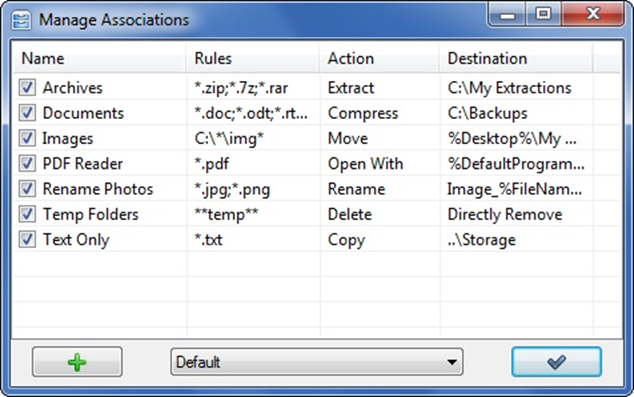 Manage Associations
Name Rules Action Destination
Archives *.zip;*.7z;*.rar Extract C:\My Extractions
Documents *.doc;*.odt;*.rt... Compress C:\Backups
Images C:\*\img* Move %Desktop%\My ...
PDF Reader *.pdf Open With %DefaultProgram...
Rename Photos *.jpg;*.png Rename Image_%FileNam...
Temp Folders **temp** Delete Directly Remove
Text Only *.txt Copy ..\Storage
Default